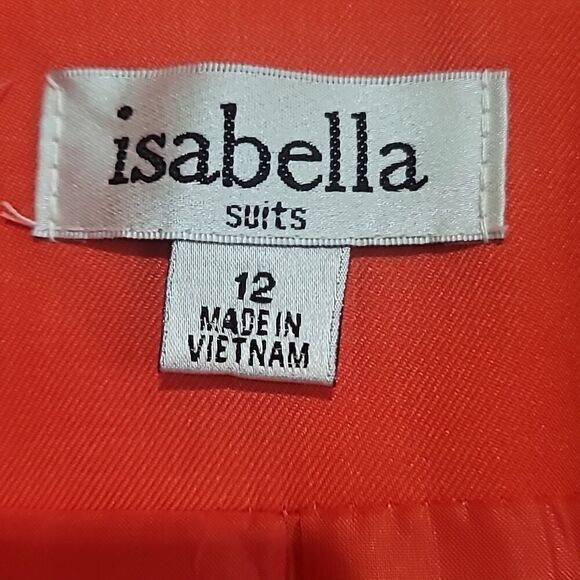 isabella
suits
12
MADE IN
VIETNAM